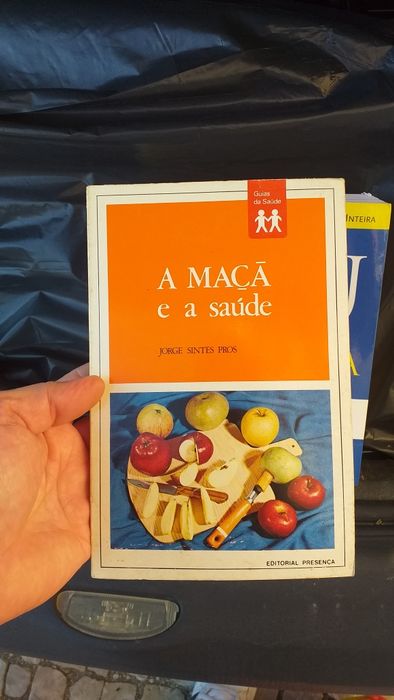 Guias
da Saúde
A MAÇÃ
e a saúde
JORGE SINTES PROS
EDITORIAL PRESENÇA
INTEIRA